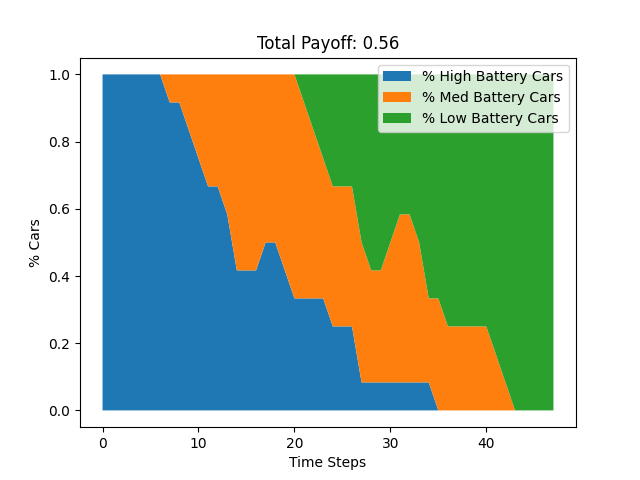 Total Payoff: 0.56
% High Battery Cars
% Med Battery Cars
% Low Battery Cars
1.0
0.8
0.6
0.4
0.2
0.0
% Cars
0 10 20 30 40
Time Steps